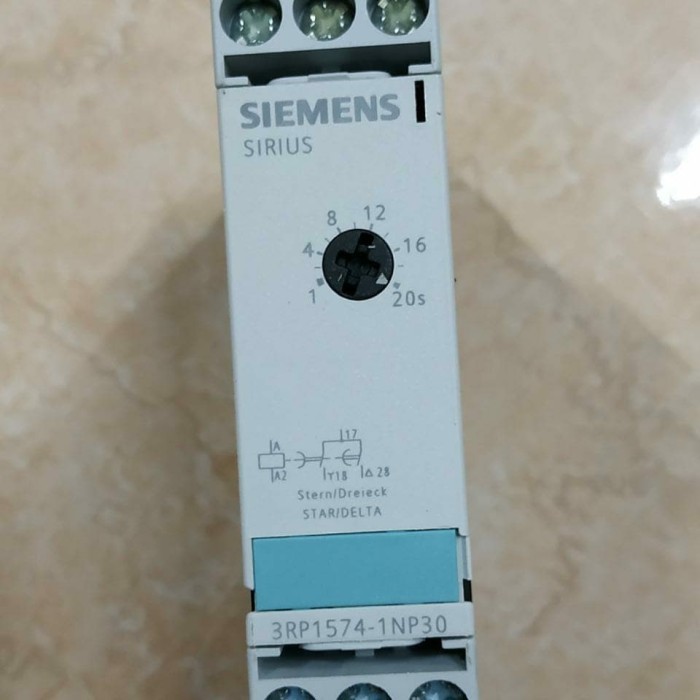 SIEMENS
SIRIUS
8 12
4 16
1 20s
17
A
A2 Y18 Δ 28
Stern/Dreieck
STAR/DELTA
3RP1574-1NP30